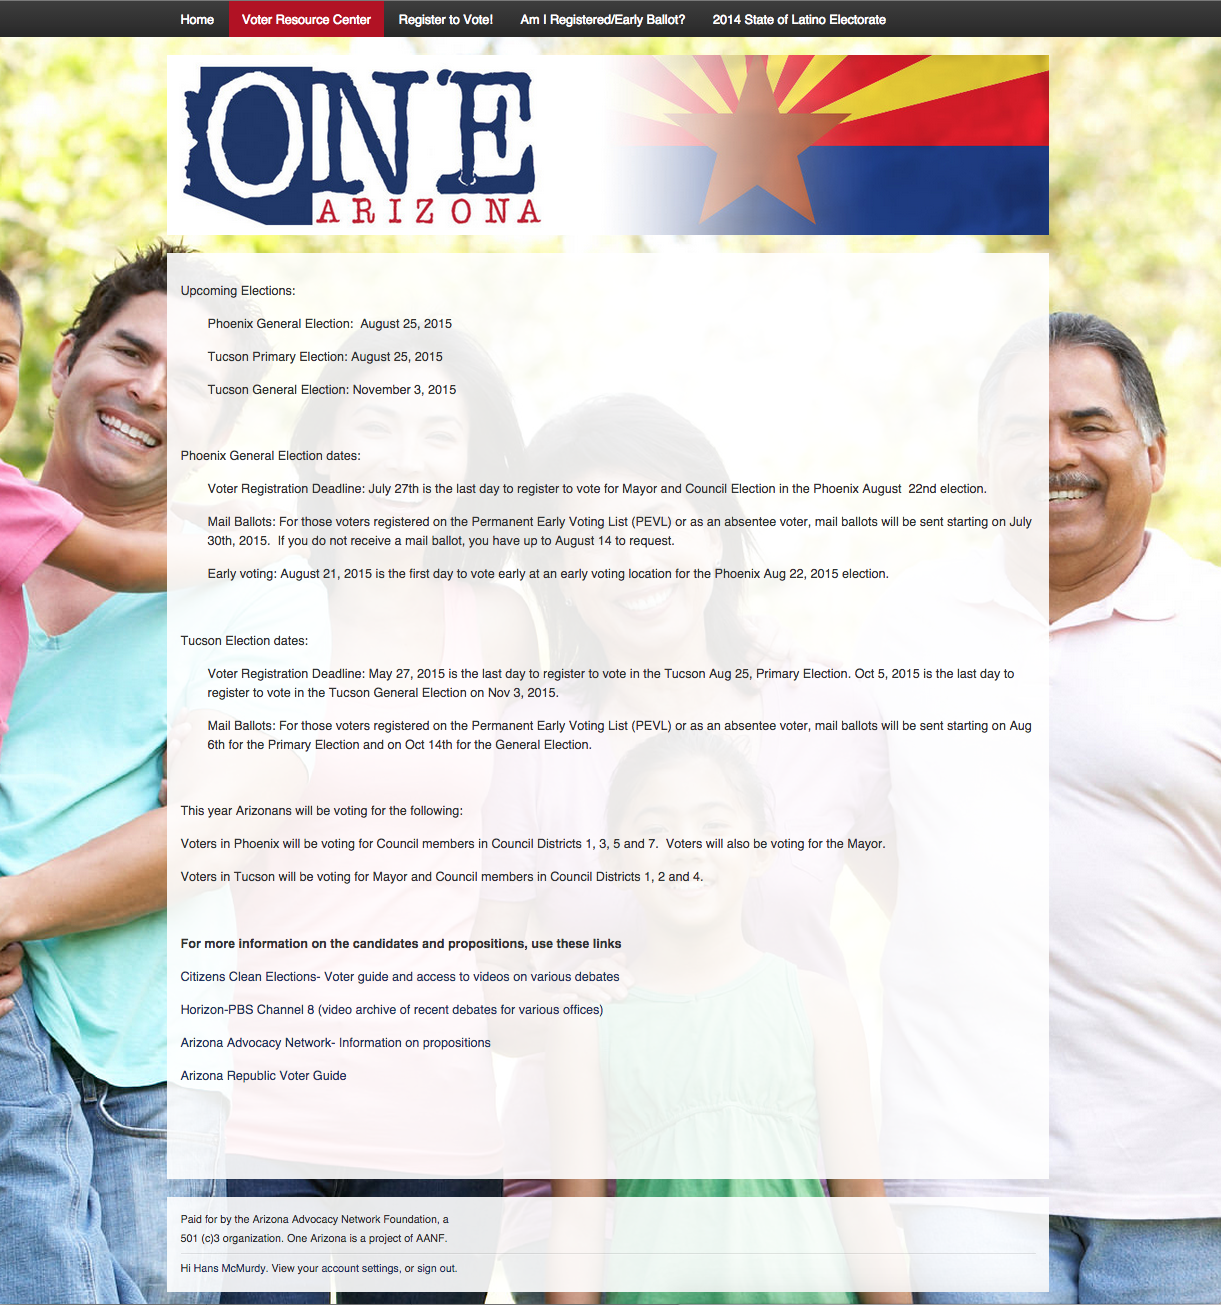 Home Voter Resource Center Register to Vote! Am I Registered/Early Ballot? 2014 State of Latino Electorate
ONE
ARIZONA
Upcoming Elections:
Phoenix General Election:  August 25, 2015
Tucson Primary Election: August 25, 2015
Tucson General Election: November 3, 2015
Phoenix General Election dates:
Voter Registration Deadline: July 27th is the last day to register to vote for Mayor and Council Election in the Phoenix August  22nd election.
Mail Ballots: For those voters registered on the Permanent Early Voting List (PEVL) or as an absentee voter, mail ballots will be sent starting on July
30th, 2015.  If you do not receive a mail ballot, you have up to August 14 to request.
Early voting: August 21, 2015 is the first day to vote early at an early voting location for the Phoenix Aug 22, 2015 election.
Tucson Election dates:
Voter Registration Deadline: May 27, 2015 is the last day to register to vote in the Tucson Aug 25, Primary Election. Oct 5, 2015 is the last day to
register to vote in the Tucson General Election on Nov 3, 2015.
Mail Ballots: For those voters registered on the Permanent Early Voting List (PEVL) or as an absentee voter, mail ballots will be sent starting on Aug
6th for the Primary Election and on Oct 14th for the General Election.
This year Arizonans will be voting for the following:
Voters in Phoenix will be voting for Council members in Council Districts 1, 3, 5 and 7.  Voters will also be voting for the Mayor.
Voters in Tucson will be voting for Mayor and Council members in Council Districts 1, 2 and 4.
For more information on the candidates and propositions, use these links
Citizens Clean Elections- Voter guide and access to videos on various debates
Horizon-PBS Channel 8 (video archive of recent debates for various offices)
Arizona Advocacy Network- Information on propositions
Arizona Republic Voter Guide
Paid for by the Arizona Advocacy Network Foundation, a
501 (c)3 organization. One Arizona is a project of AANF.
Hi Hans McMurdy. View your account settings, or sign out.